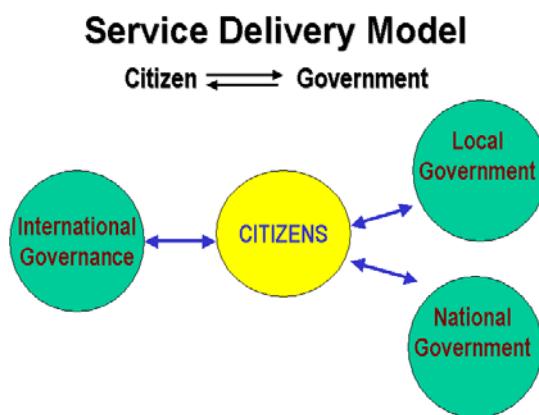 Service Delivery Model
Citizen Government
International
Governance
CITIZENS
Local
Government
National
Government